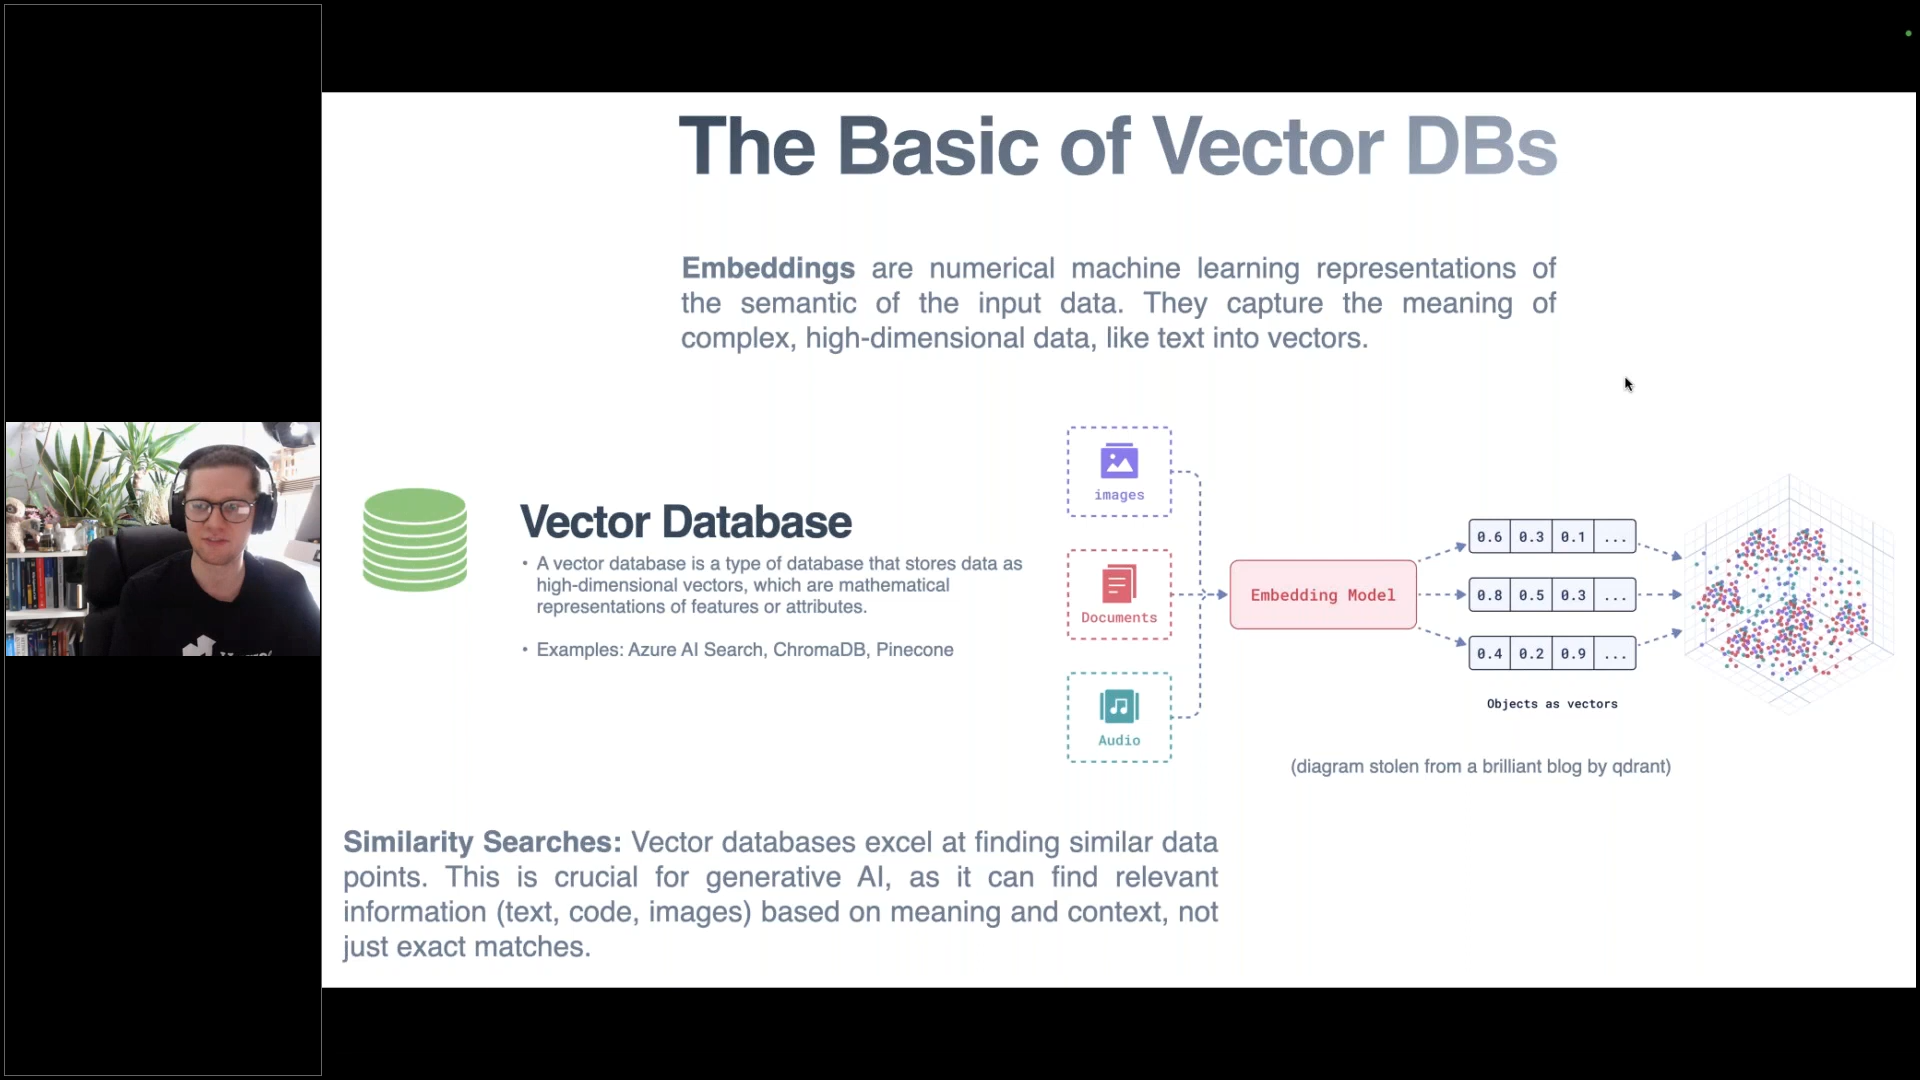 The Basic of Vector DBs
Embeddings are numerical machine learning representations of
the semantic of the input data. They capture the meaning of
complex, high-dimensional data, like text into vectors.
Vector Database
• A vector database is a type of database that stores data as
high-dimensional vectors, which are mathematical
representations of features or attributes.
• Examples: Azure AI Search, ChromaDB, Pinecone
images
Documents
Audio
Embedding Model
0.6 0.3 0.1 ...
0.8 0.5 0.3 ...
0.4 0.2 0.9 ...
Objects as vectors
(diagram stolen from a brilliant blog by qdrant)
Similarity Searches: Vector databases excel at finding similar data
points. This is crucial for generative AI, as it can find relevant
information (text, code, images) based on meaning and context, not
just exact matches.